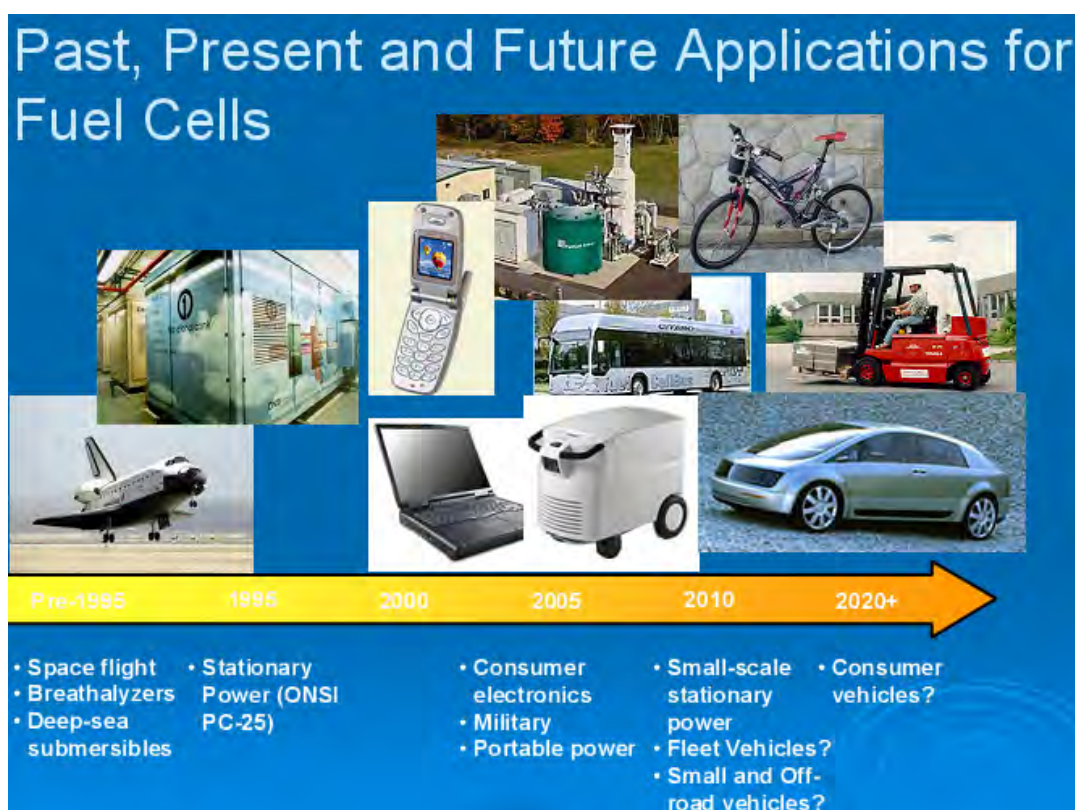 Past, Present and Future Applications for
Fuel Cells
CITARO
Pre-1995
1995
2000
2005
2010
2020+
• Space flight
• Breathalyzers
• Deep-sea
submersibles
• Stationary
Power (ONSI
PC-25)
• Consumer
electronics
• Military
• Portable power
• Small-scale
stationary
power
• Fleet Vehicles?
• Small and Off-
road vehicles?
• Consumer
vehicles?